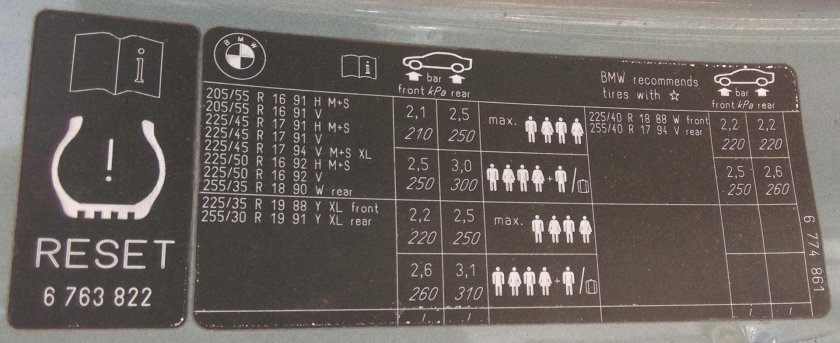 RESET
6 763 822
BMW
bar
front kPa rear
205/55 R 16 91 H M+S
205/55 R 16 91 V
225/45 R 17 91 H M+S
225/45 R 17 91 V
225/45 R 17 94 V M+S XL
225/50 R 16 92 H M+S
225/50 R 16 92 V
255/35 R 18 90 W rear
2,1 2,5
210 250
max.
2,5 3,0
250 300
225/35 R 19 88 Y XL front
255/30 R 19 91 Y XL rear
2,2 2,5
220 250
max.
2,6 3,1
260 310
/ /
BMW recommends
tires with ☆
bar
front kPa rear
225/40 R 18 88 W front
255/40 R 17 94 V rear
2,2 2,2
220 220
2,5 2,6
250 260
/ /
6 774 861